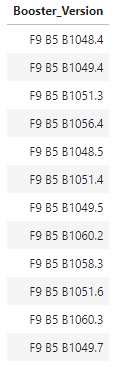 Booster_Version
F9 B5 B1048.4
F9 B5 B1049.4
F9 B5 B1051.3
F9 B5 B1056.4
F9 B5 B1048.5
F9 B5 B1051.4
F9 B5 B1049.5
F9 B5 B1060.2
F9 B5 B1058.3
F9 B5 B1051.6
F9 B5 B1060.3
F9 B5 B1049.7